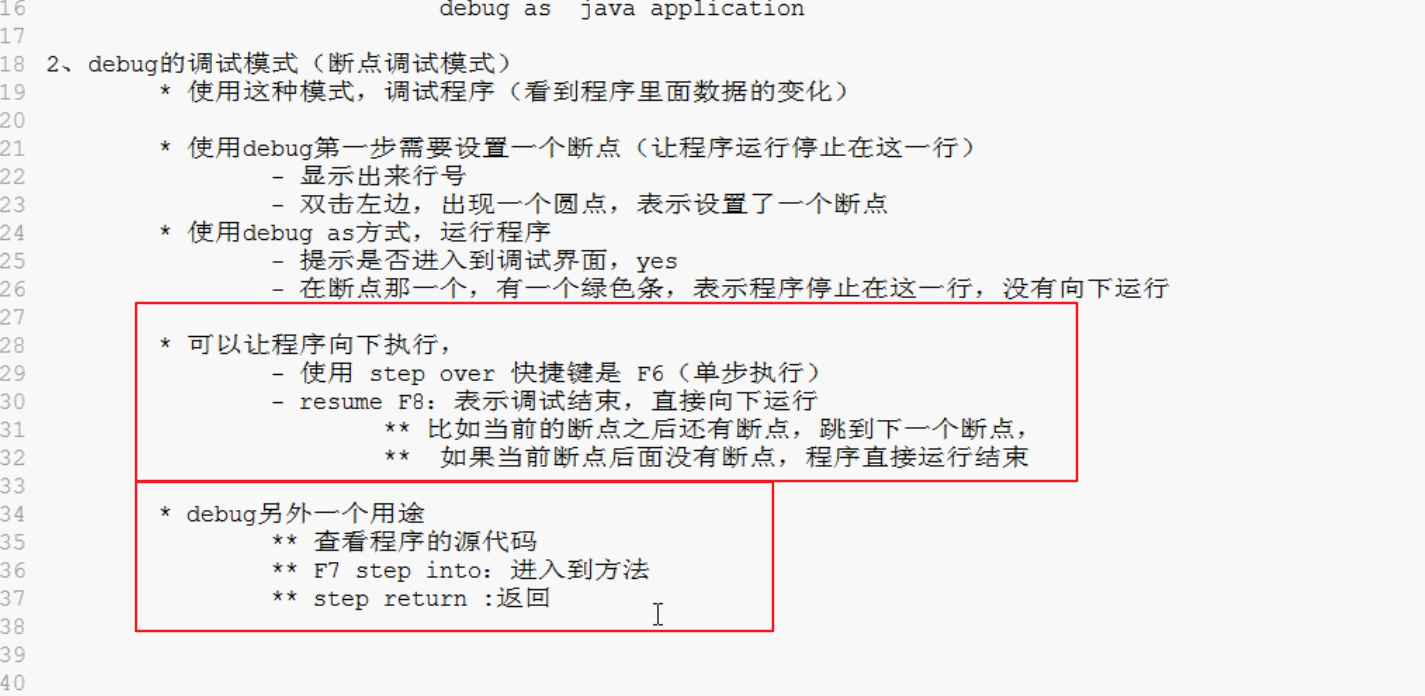 16 debug as java application
17
18 2、debug的调试模式（断点调试模式）
19 * 使用这种模式，调试程序（看到程序里面数据的变化）
20
21 * 使用debug第一步需要设置一个断点（让程序运行停止在这一行）
22 - 显示出来行号
23 - 双击左边，出现一个圆点，表示设置了一个断点
24 * 使用debug as方式，运行程序
25 - 提示是否进入到调试界面，yes
26 - 在断点那一个，有一个绿色条，表示程序停止在这一行，没有向下运行
27
28 * 可以让程序向下执行，
29 - 使用 step over 快捷键是 F6（单步执行）
30 - resume F8：表示调试结束，直接向下运行
31 ** 比如当前的断点之后还有断点，跳到下一个断点，
32 ** 如果当前断点后面没有断点，程序直接运行结束
33
34 * debug另外一个用途
35 ** 查看程序的源代码
36 ** F7 step into：进入到方法
37 ** step return :返回
38
39
40